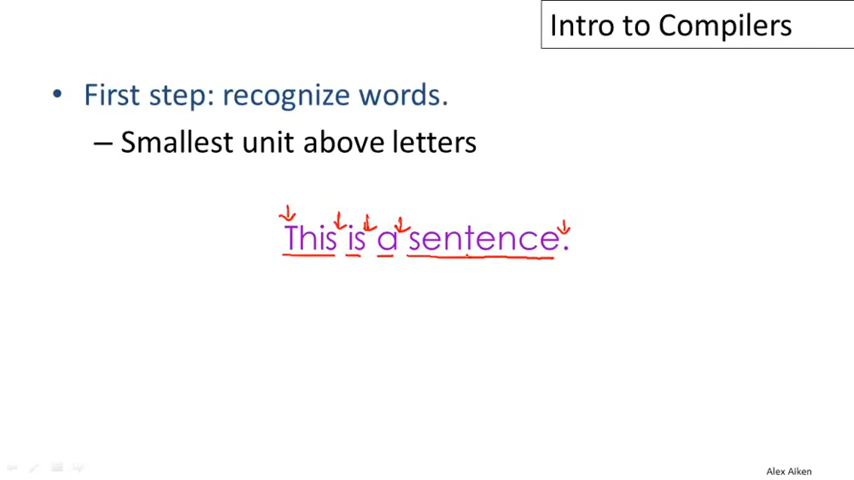 Intro to Compilers
• First step: recognize words.
– Smallest unit above letters
This is a sentence.
Alex Aiken